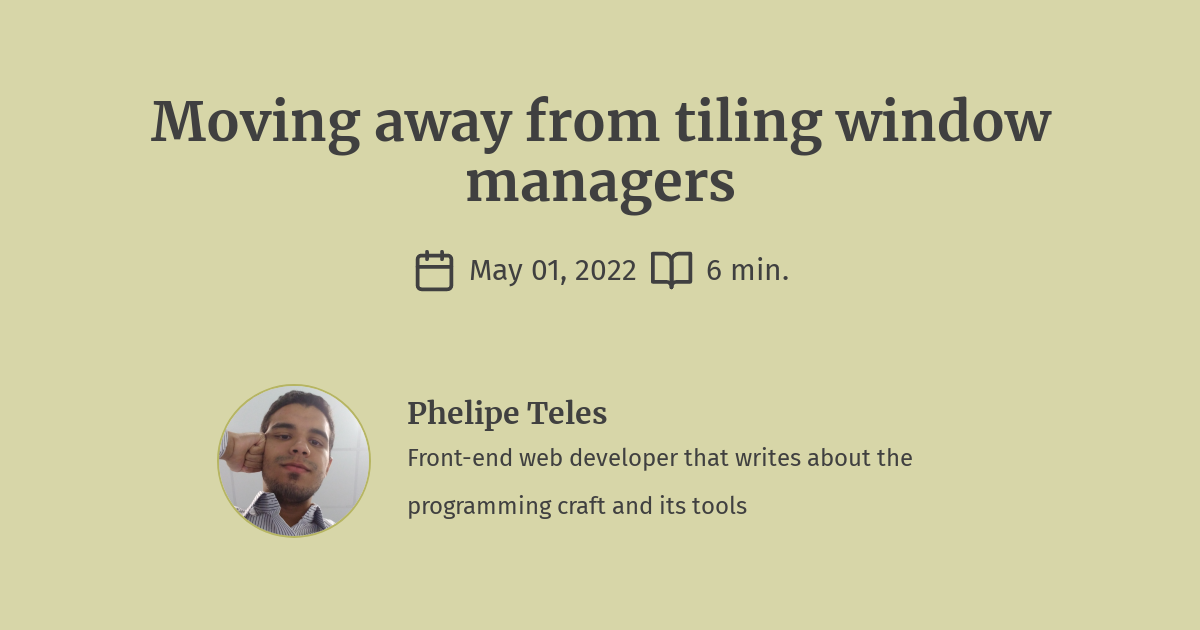 Moving away from tiling window
managers
May 01, 2022 6 min.
Phelipe Teles
Front-end web developer that writes about the
programming craft and its tools